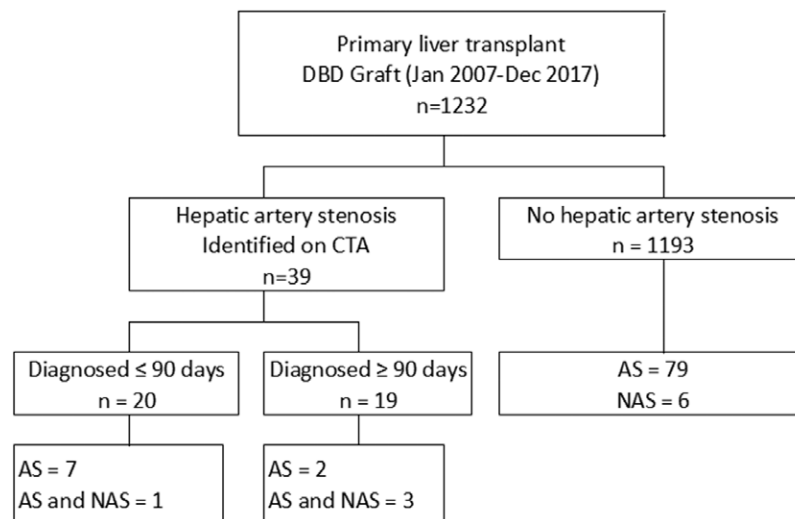 Primary liver transplant
DBD Graft (Jan 2007-Dec 2017)
n=1232
Hepatic artery stenosis
Identified on CTA
n=39
No hepatic artery stenosis
n = 1193
Diagnosed ≤ 90 days
n = 20
Diagnosed ≥ 90 days
n = 19
AS = 79
NAS = 6
AS = 7
AS and NAS = 1
AS = 2
AS and NAS = 3